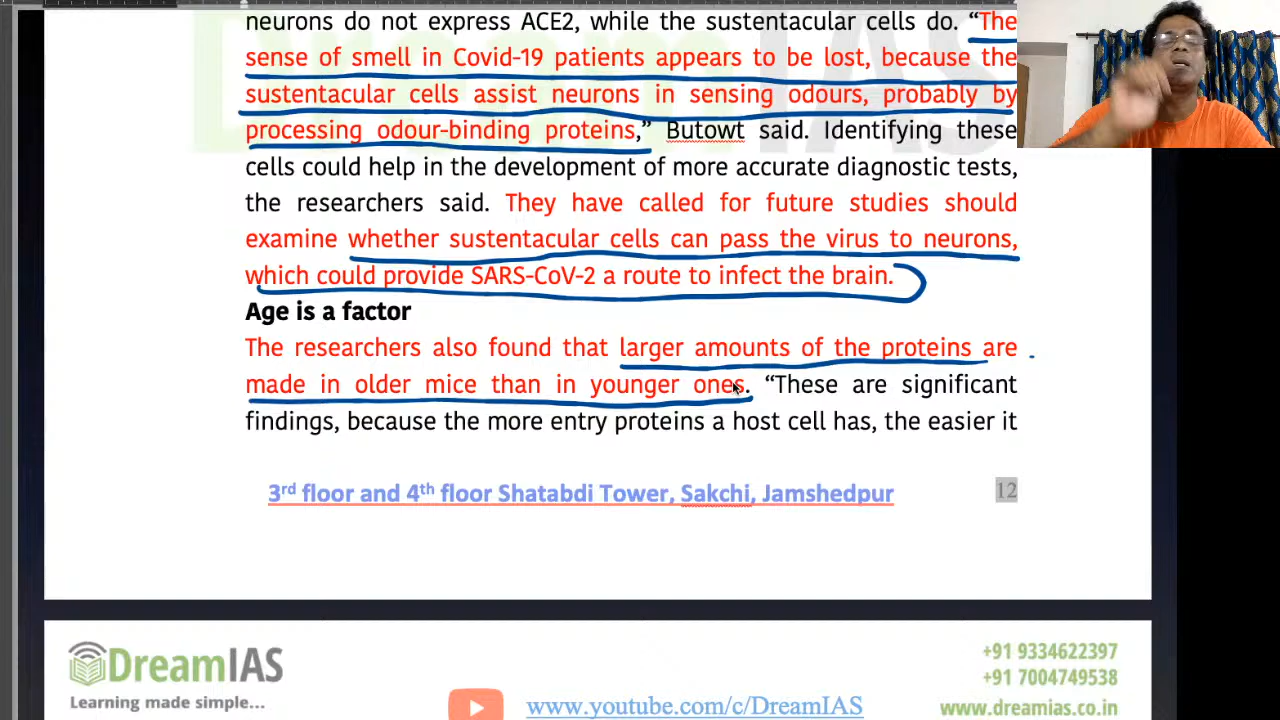 neurons do not express ACE2, while the sustentacular cells do. “The
sense of smell in Covid-19 patients appears to be lost, because the
sustentacular cells assist neurons in sensing odours, probably by
processing odour-binding proteins,” Butowt said. Identifying these
cells could help in the development of more accurate diagnostic tests,
the researchers said. They have called for future studies should
examine whether sustentacular cells can pass the virus to neurons,
which could provide SARS-CoV-2 a route to infect the brain.
Age is a factor
The researchers also found that larger amounts of the proteins are
made in older mice than in younger ones. “These are significant
findings, because the more entry proteins a host cell has, the easier it
3rd floor and 4th floor Shatabdi Tower, Sakchi, Jamshedpur
12
DreamIAS
Learning made simple...
www.youtube.com/c/DreamIAS
+91 9334622397
+91 7004749538
www.dreamias.co.in